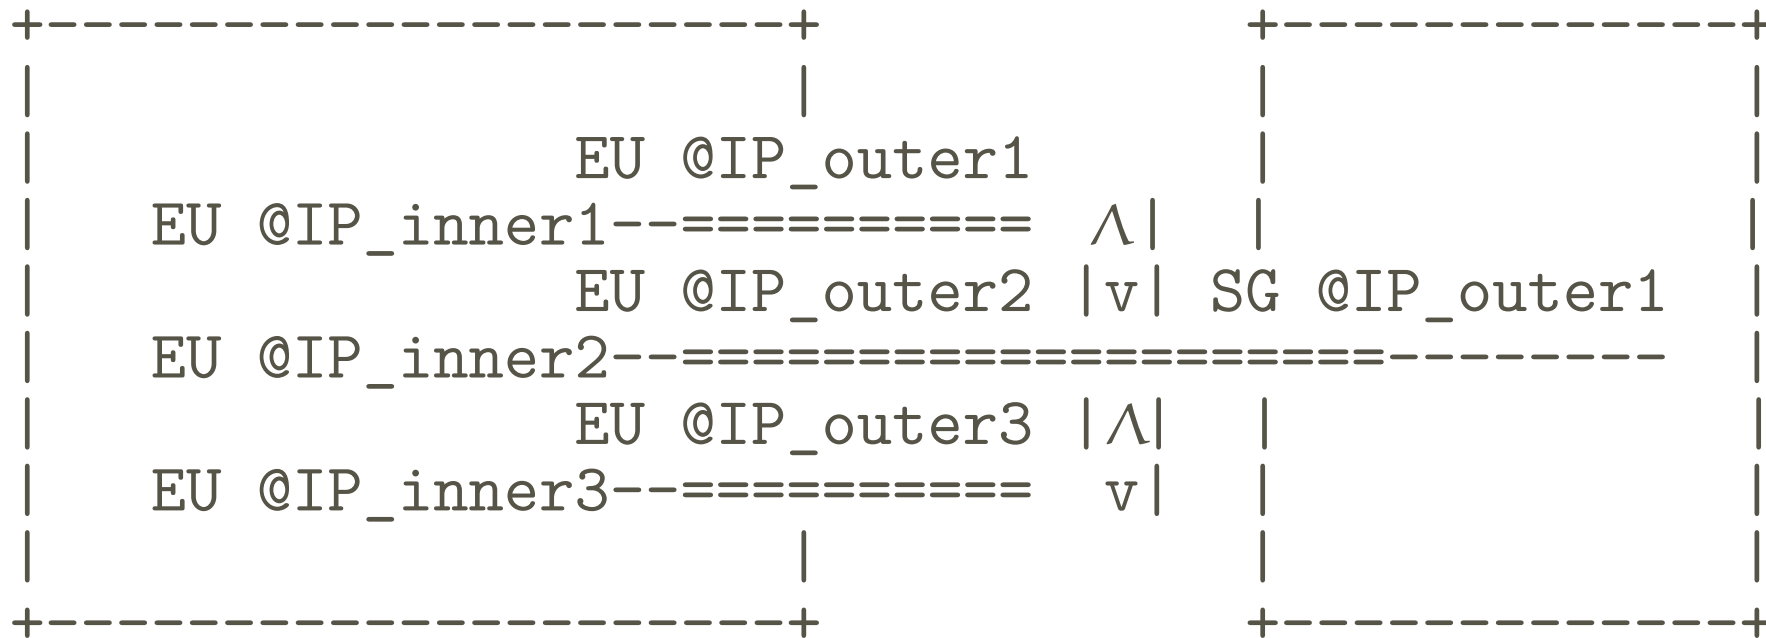 +---------------------+            +-------------+
|                     |            |             |
|               EU @IP_outer1      |             |
|   EU @IP_inner1--========== /\|  |             |
|               EU @IP_outer2 |v| SG @IP_outer1  |
|   EU @IP_inner2--====================--------  |
|               EU @IP_outer3 |/\| |             |
|   EU @IP_inner3--==========  v|  |             |
|                     |            |             |
+---------------------+            +-------------+